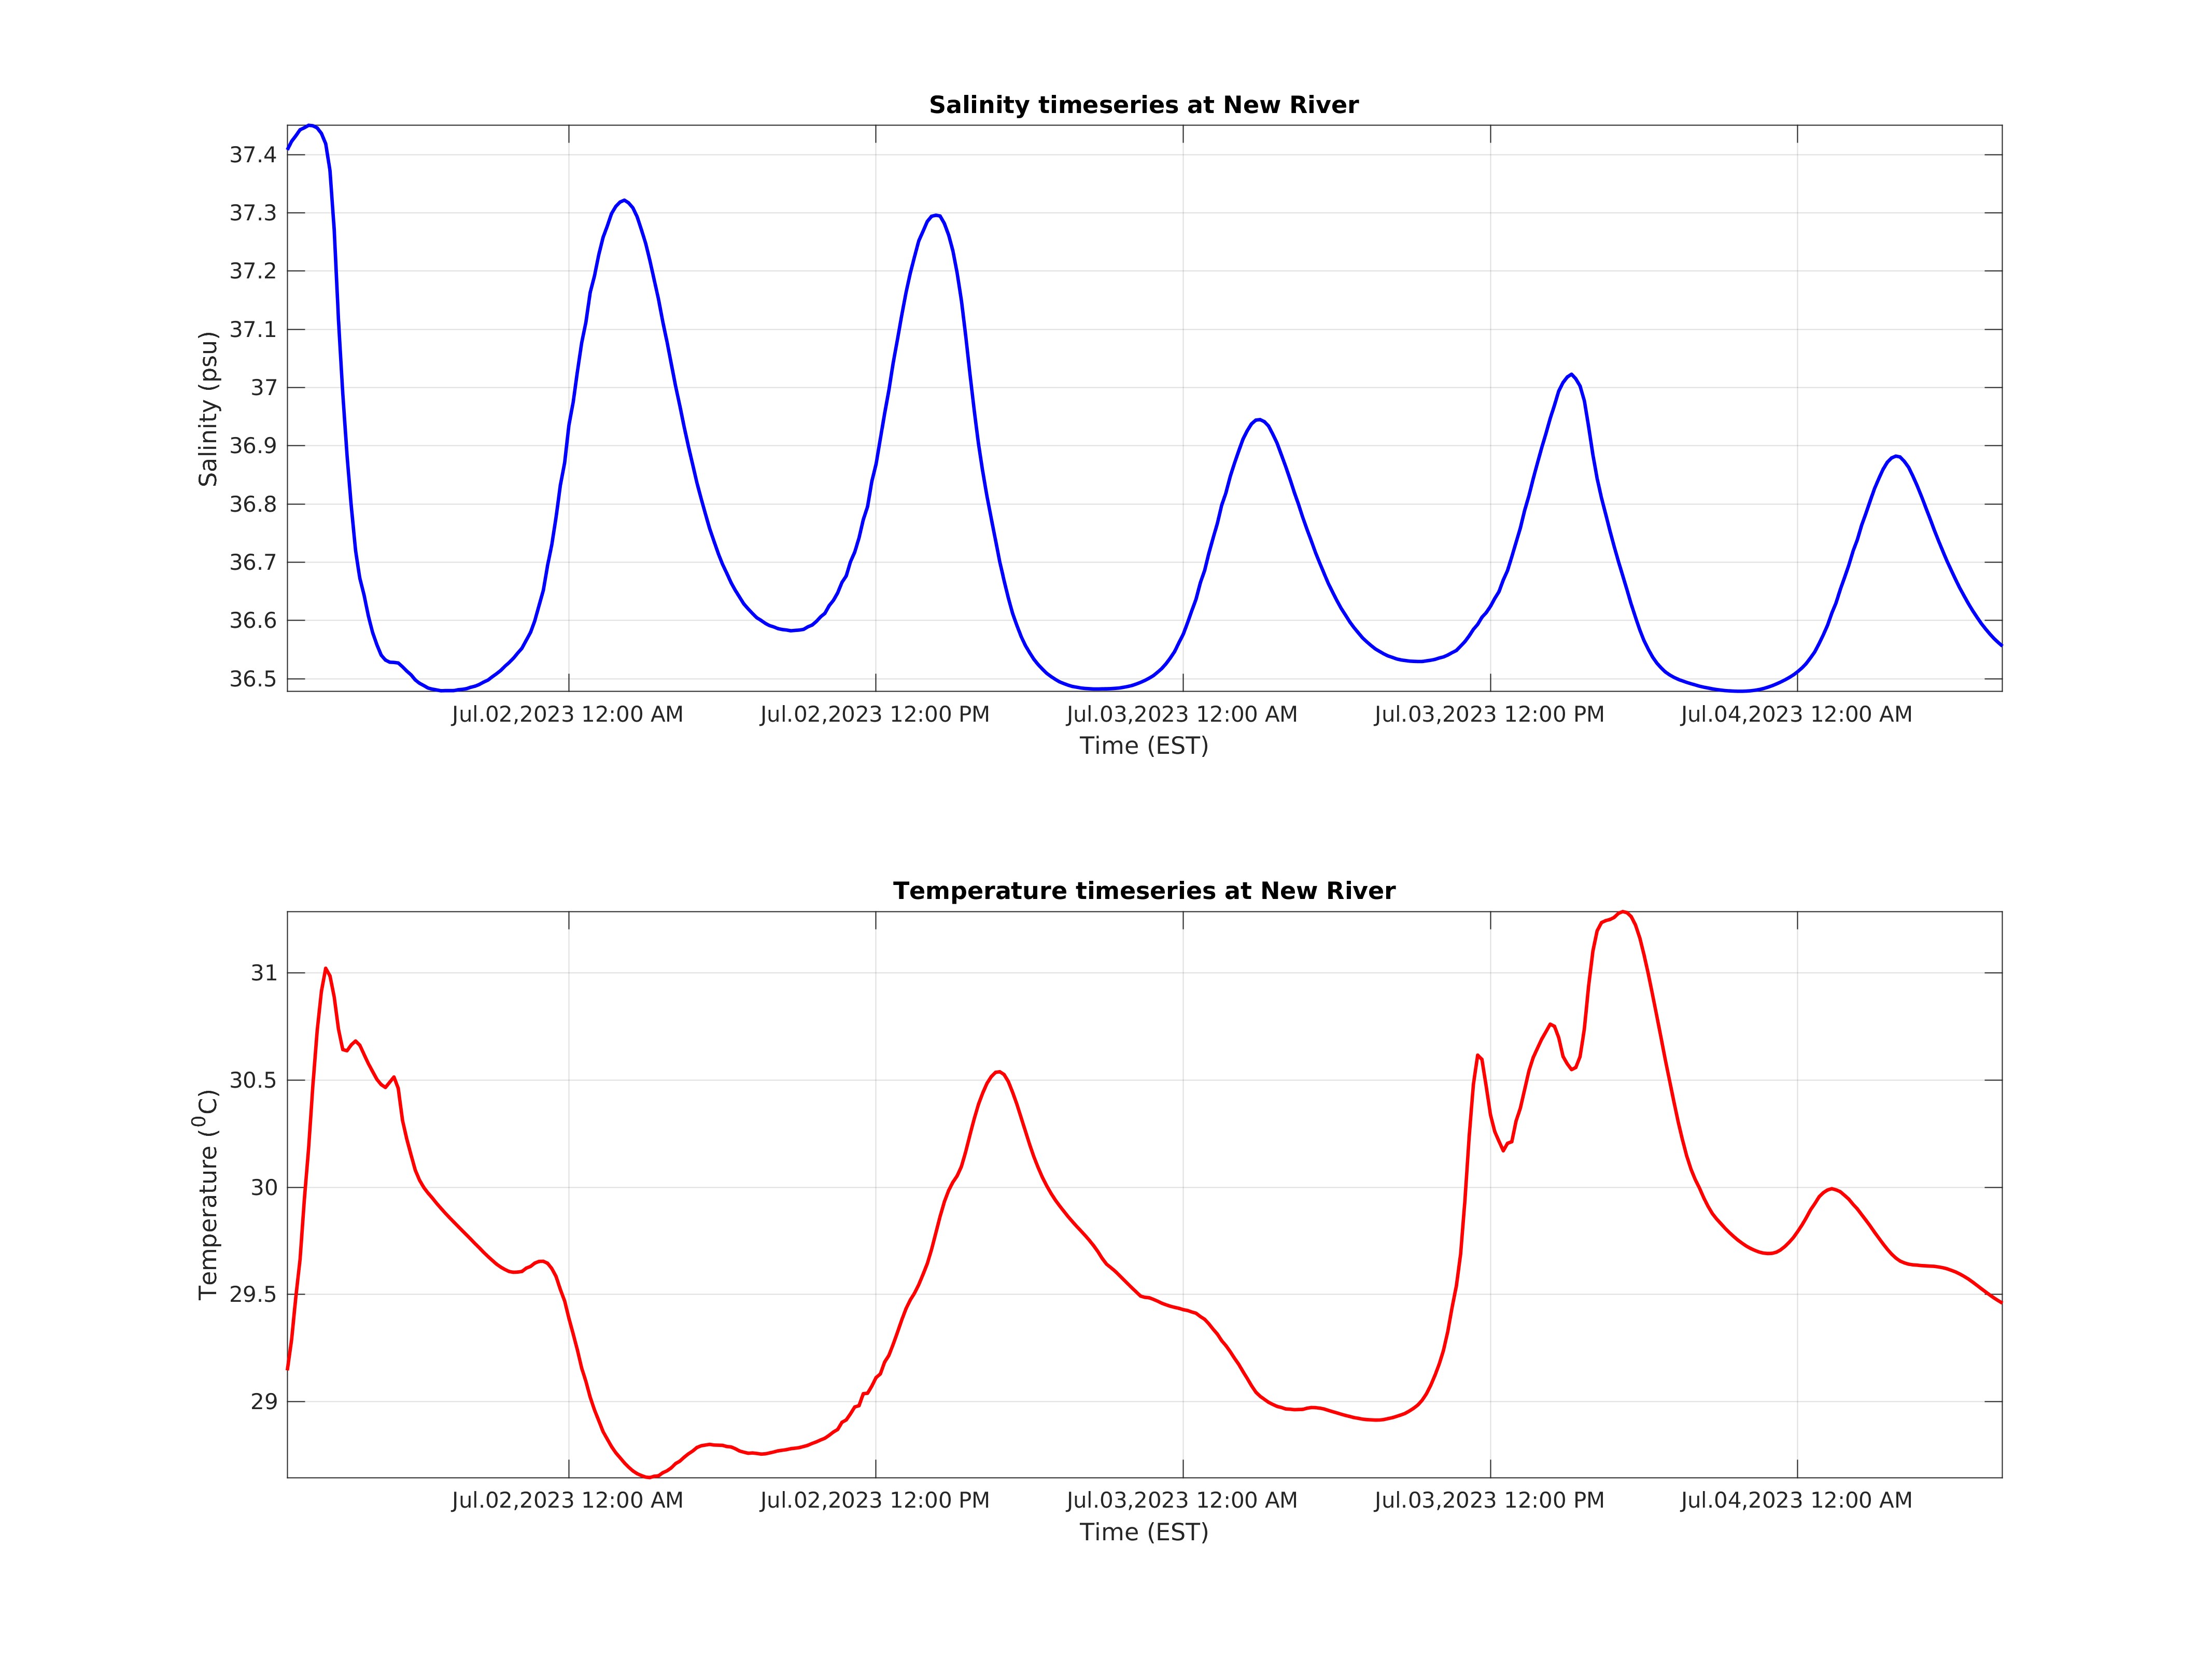 Salinity timeseries at New River
37.4
37.3
37.2
37.1
37
36.9
36.8
36.7
36.6
36.5
Salinity (psu)
Jul.02,2023 12:00 AM Jul.02,2023 12:00 PM Jul.03,2023 12:00 AM Jul.03,2023 12:00 PM Jul.04,2023 12:00 AM
Time (EST)
Temperature timeseries at New River
31
30.5
30
29.5
29
Temperature (⁰C)
Jul.02,2023 12:00 AM Jul.02,2023 12:00 PM Jul.03,2023 12:00 AM Jul.03,2023 12:00 PM Jul.04,2023 12:00 AM
Time (EST)